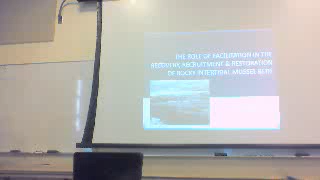 THE ROLE OF FACILITATION IN THE
RECOVERY, RECRUITMENT & RESTORATION
OF ROCKY INTERTIDAL MUSSEL BEDS